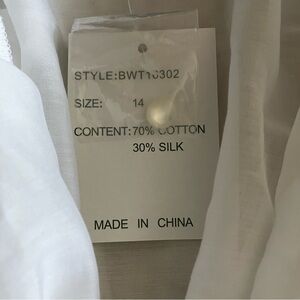 STYLE:BWT10302
SIZE: 14
CONTENT: 70% COTTON
30% SILK
MADE IN CHINA